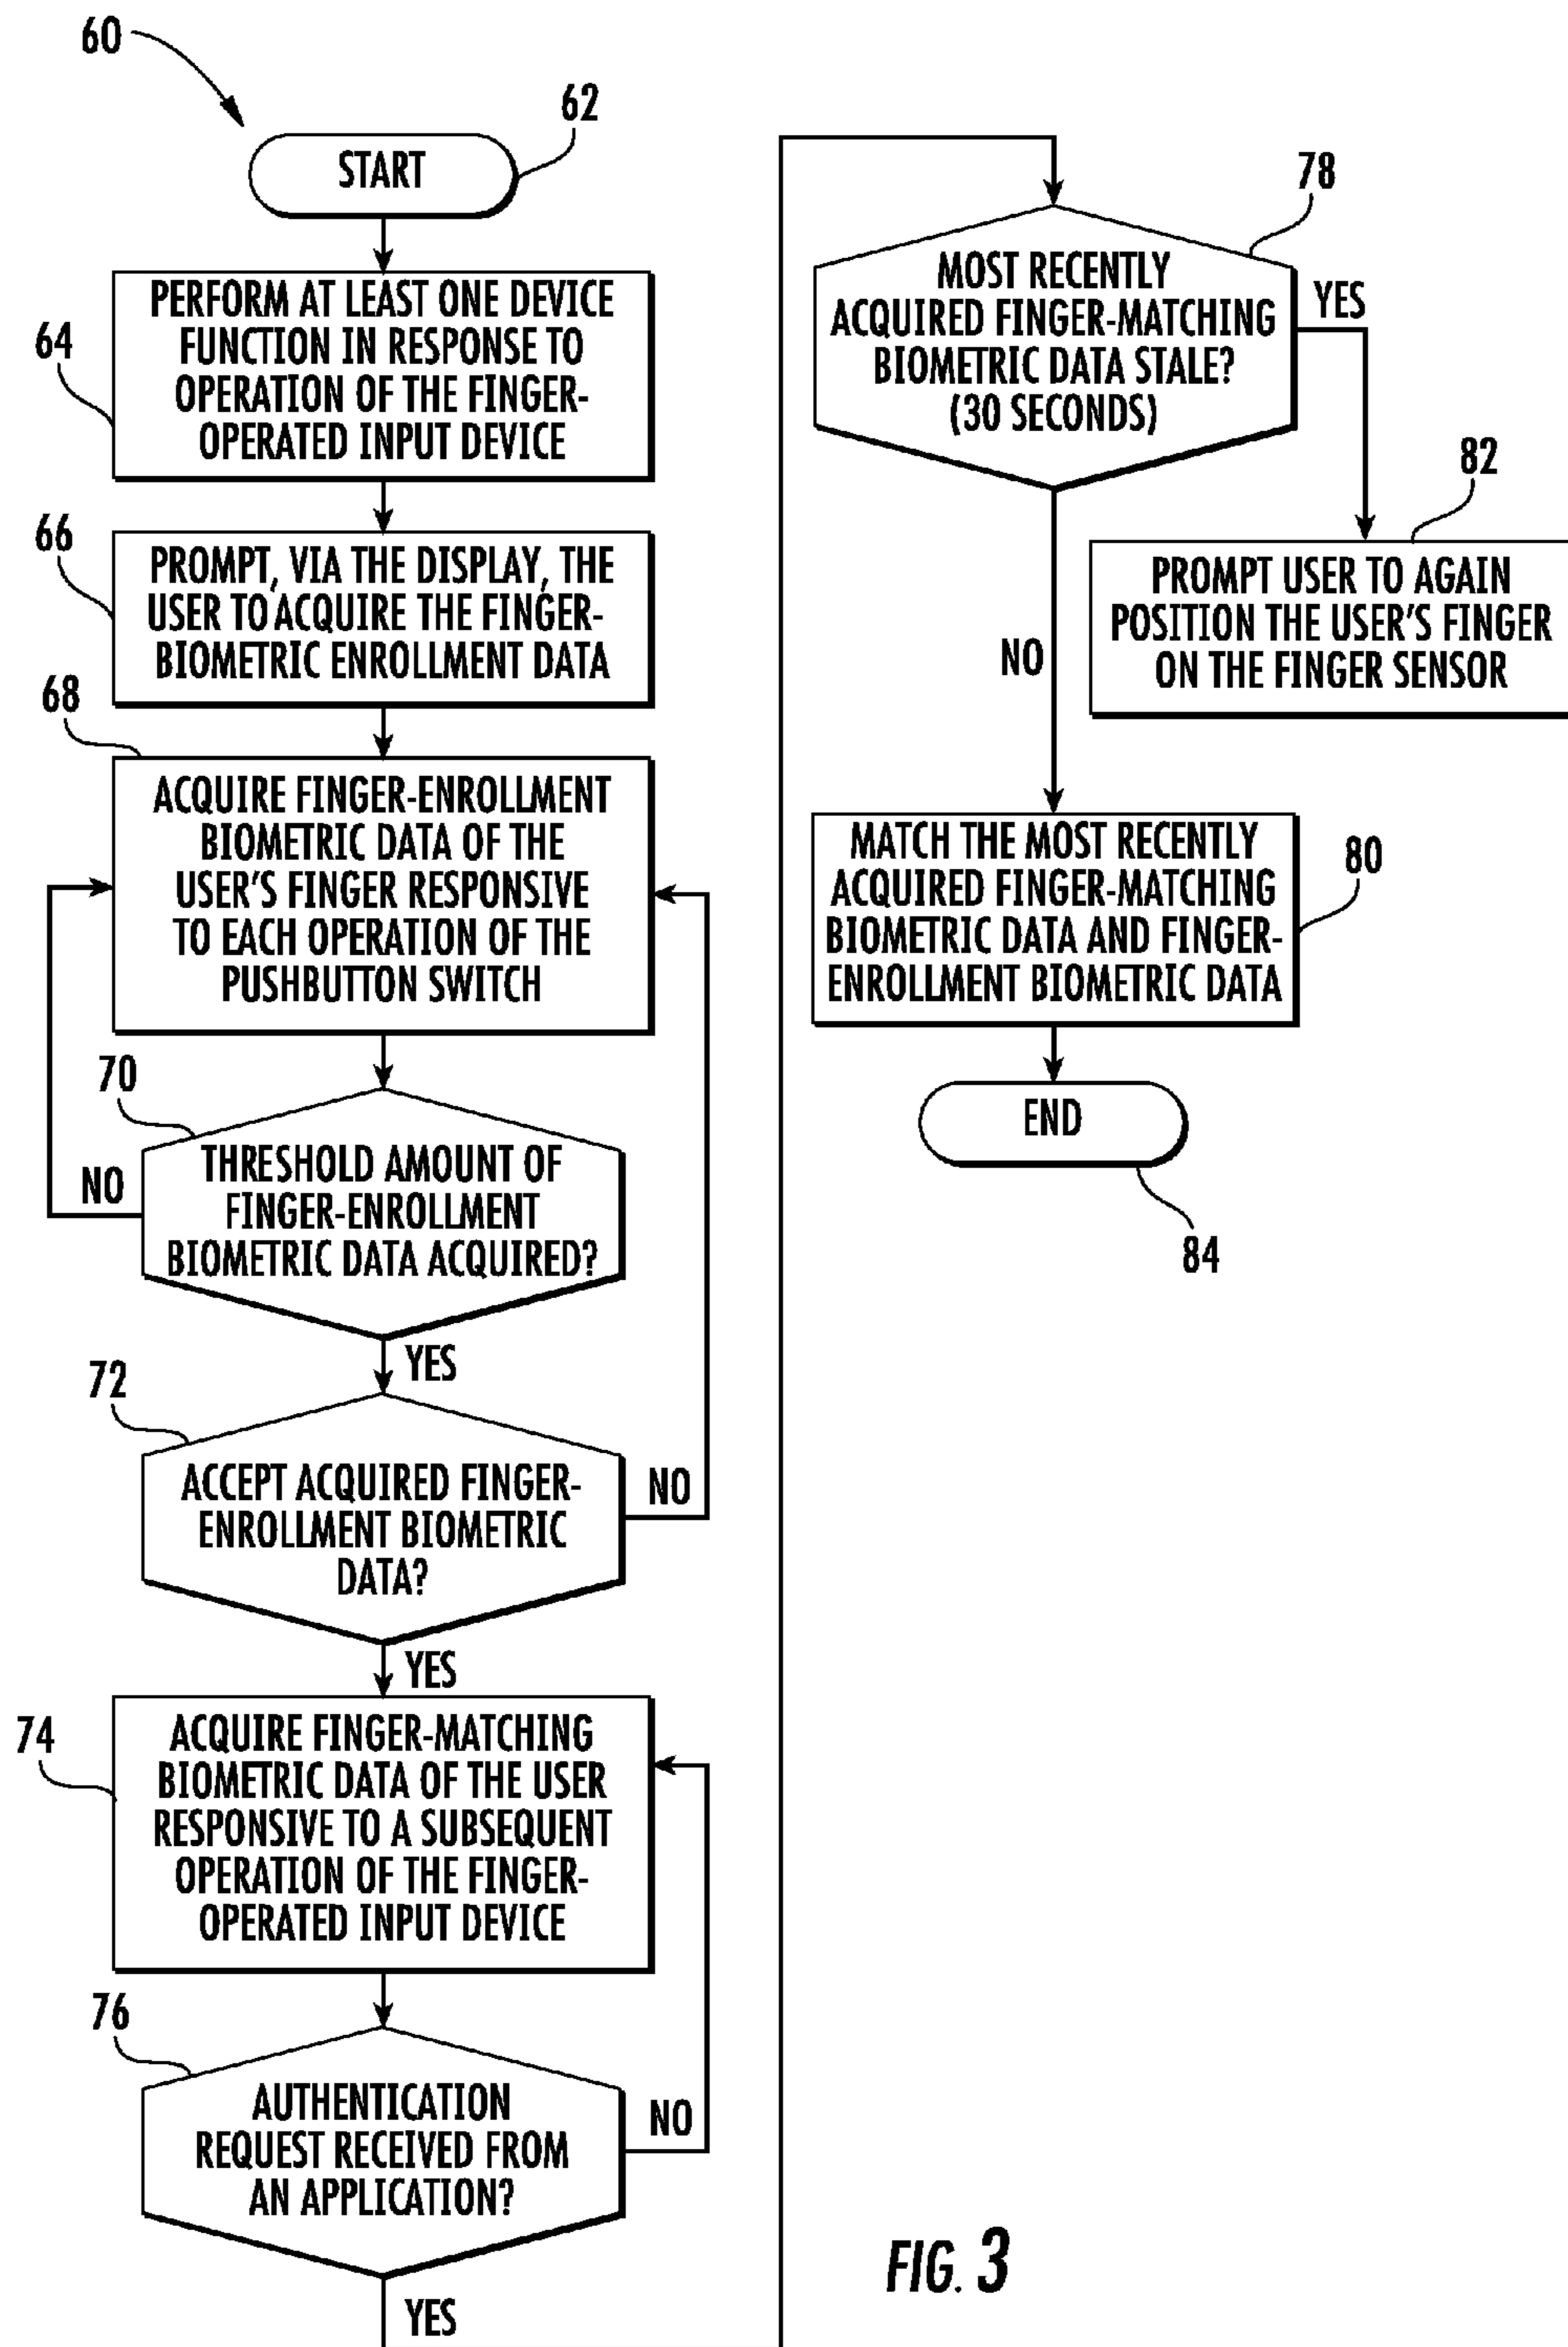 60
62
START
64
PERFORM AT LEAST ONE DEVICE
FUNCTION IN RESPONSE TO
OPERATION OF THE FINGER-
OPERATED INPUT DEVICE
66
PROMPT, VIA THE DISPLAY, THE
USER TO ACQUIRE THE FINGER-
BIOMETRIC ENROLLMENT DATA
68
ACQUIRE FINGER-ENROLLMENT
BIOMETRIC DATA OF THE
USER'S FINGER RESPONSIVE
TO EACH OPERATION OF THE
PUSHBUTTON SWITCH
70
THRESHOLD AMOUNT OF
FINGER-ENROLLMENT
BIOMETRIC DATA ACQUIRED?
NO
YES
72
ACCEPT ACQUIRED FINGER-
ENROLLMENT BIOMETRIC
DATA?
NO
YES
74
ACQUIRE FINGER-MATCHING
BIOMETRIC DATA OF THE USER
RESPONSIVE TO A SUBSEQUENT
OPERATION OF THE FINGER-
OPERATED INPUT DEVICE
76
AUTHENTICATION
REQUEST RECEIVED FROM
AN APPLICATION?
NO
YES
78
MOST RECENTLY
ACQUIRED FINGER-MATCHING
BIOMETRIC DATA STALE?
(30 SECONDS)
YES
82
PROMPT USER TO AGAIN
POSITION THE USER'S FINGER
ON THE FINGER SENSOR
NO
80
MATCH THE MOST RECENTLY
ACQUIRED FINGER-MATCHING
BIOMETRIC DATA AND FINGER-
ENROLLMENT BIOMETRIC DATA
END
84
FIG. 3